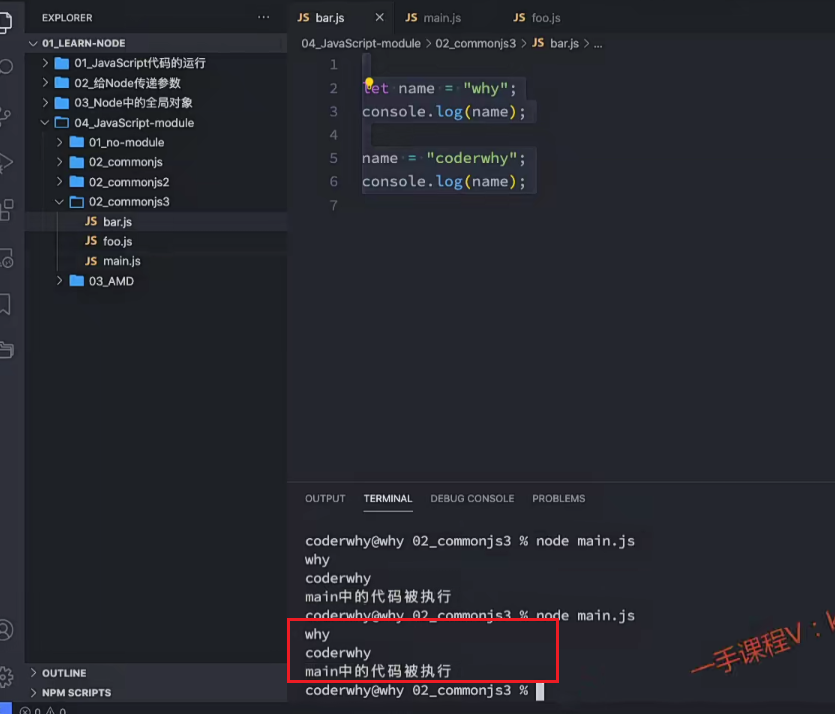 EXPLORER ...
01_LEARN-NODE
01_JavaScript代码的运行
02_给Node传递参数
03_Node中的全局对象
04_JavaScript-module
01_no-module
02_commonjs
02_commonjs2
02_commonjs3
JS bar.js
JS foo.js
JS main.js
03_AMD
OUTLINE
NPM SCRIPTS
0 0
JS bar.js JS main.js JS foo.js
04_JavaScript-module > 02_commonjs3 > JS bar.js > ...
1
2 let name = "why";
3 console.log(name);
4
5 name = "coderwhy";
6 console.log(name);
7
OUTPUT TERMINAL DEBUG CONSOLE PROBLEMS
coderwhy@why 02_commonjs3 % node main.js
why
coderwhy
main中的代码被执行
coderwhy@why 02_commonjs3 % node main.js
why
coderwhy
main中的代码被执行
coderwhy@why 02_commonjs3 %
一手课程V: